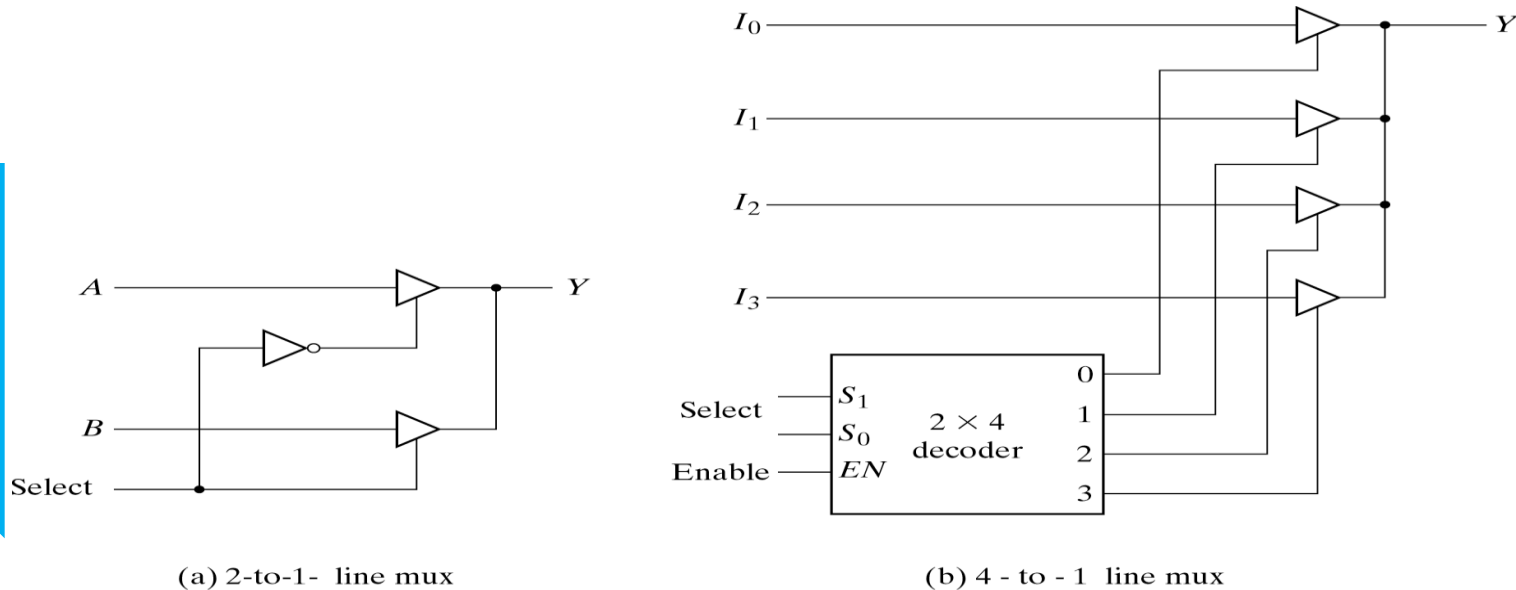 A
Y
B
Select
(a) 2-to-1- line mux
I₀
Y
I₁
I₂
I₃
Select
Enable
S₁
S₀
EN
2 × 4
decoder
0
1
2
3
(b) 4 - to - 1 line mux